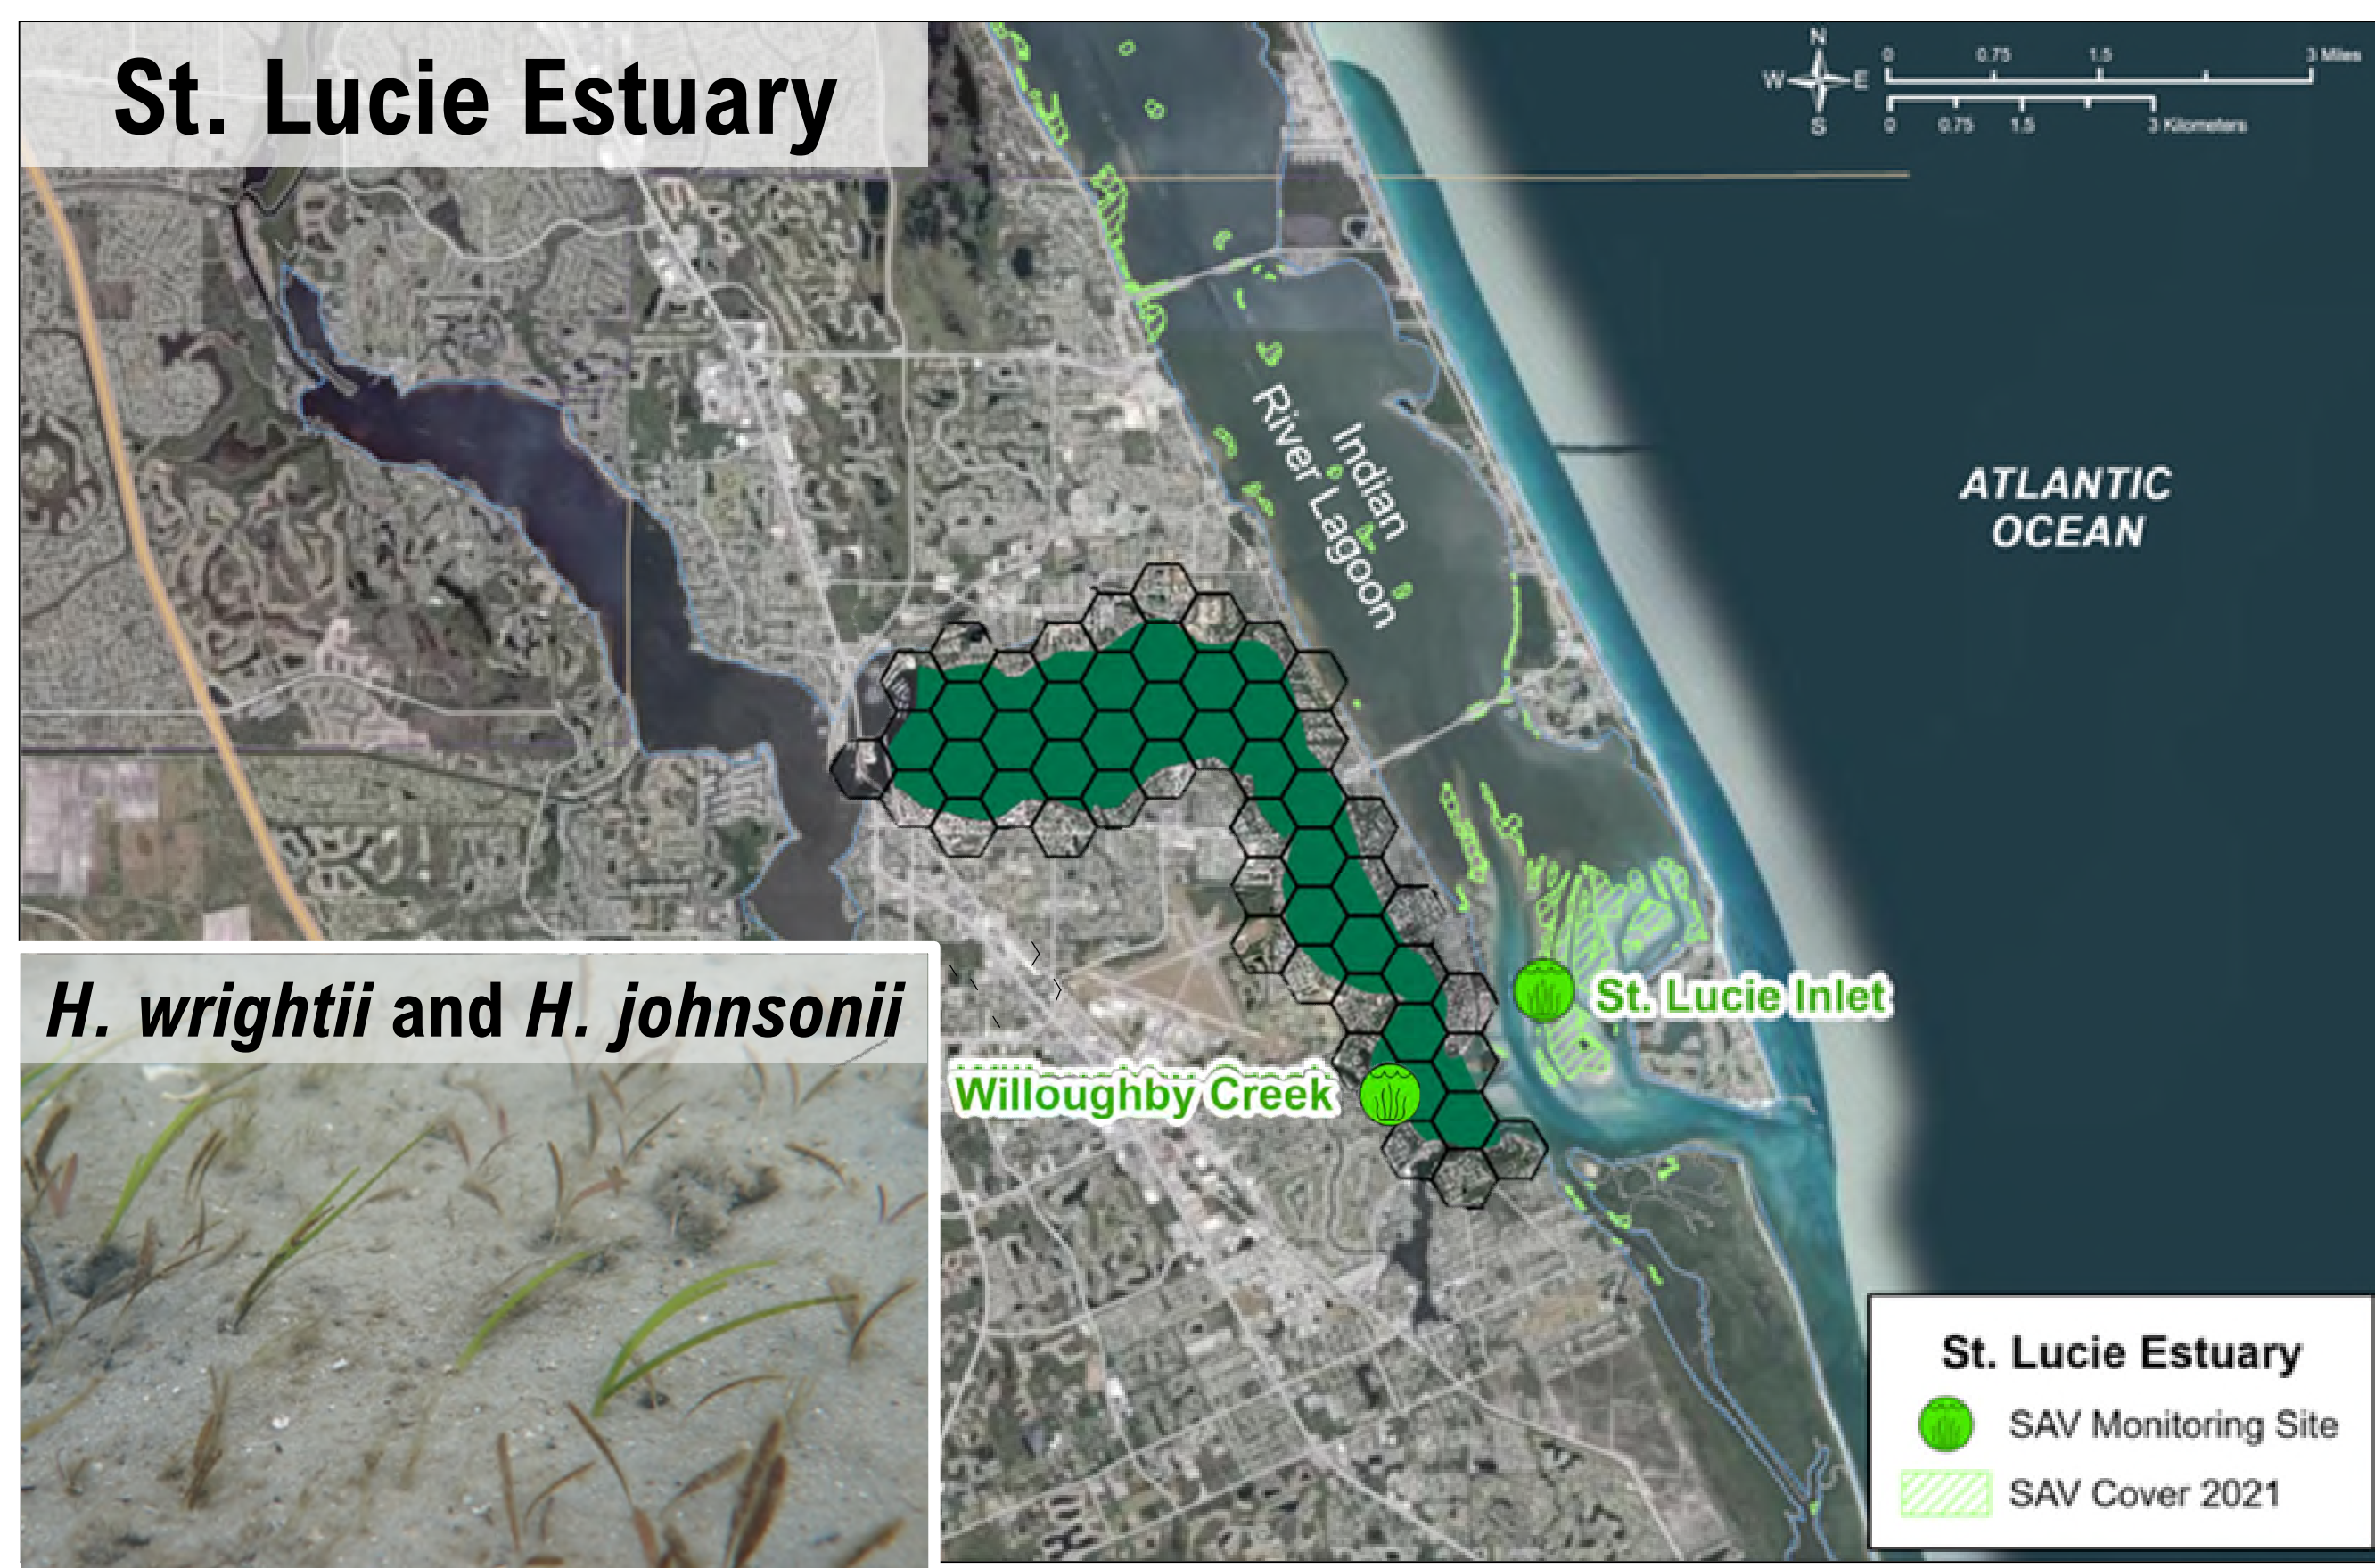 St. Lucie Estuary
N
W E
S
0 0.75 1.5 3 Miles
0 0.75 1.5 3 Kilometers
Indian
River Lagoon
ATLANTIC
OCEAN
St. Lucie Inlet
Willoughby Creek
H. wrightii and H. johnsonii
St. Lucie Estuary
SAV Monitoring Site
SAV Cover 2021